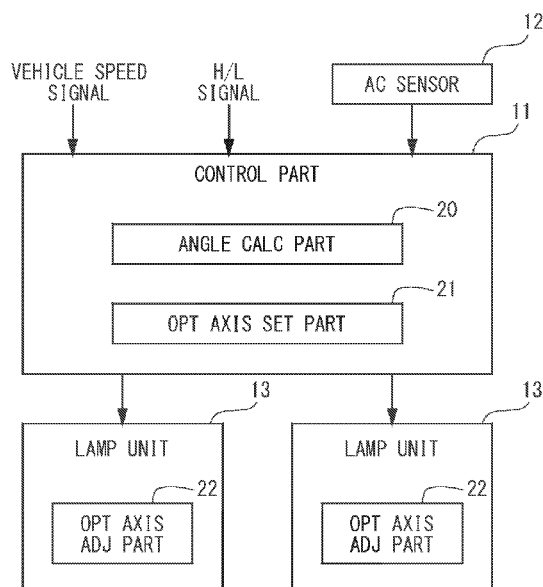 12
VEHICLE SPEED
SIGNAL
H/L
SIGNAL
AC SENSOR
11
CONTROL PART
20
ANGLE CALC PART
21
OPT AXIS SET PART
13
13
LAMP UNIT
LAMP UNIT
22
22
OPT AXIS
ADJ PART
OPT AXIS
ADJ PART